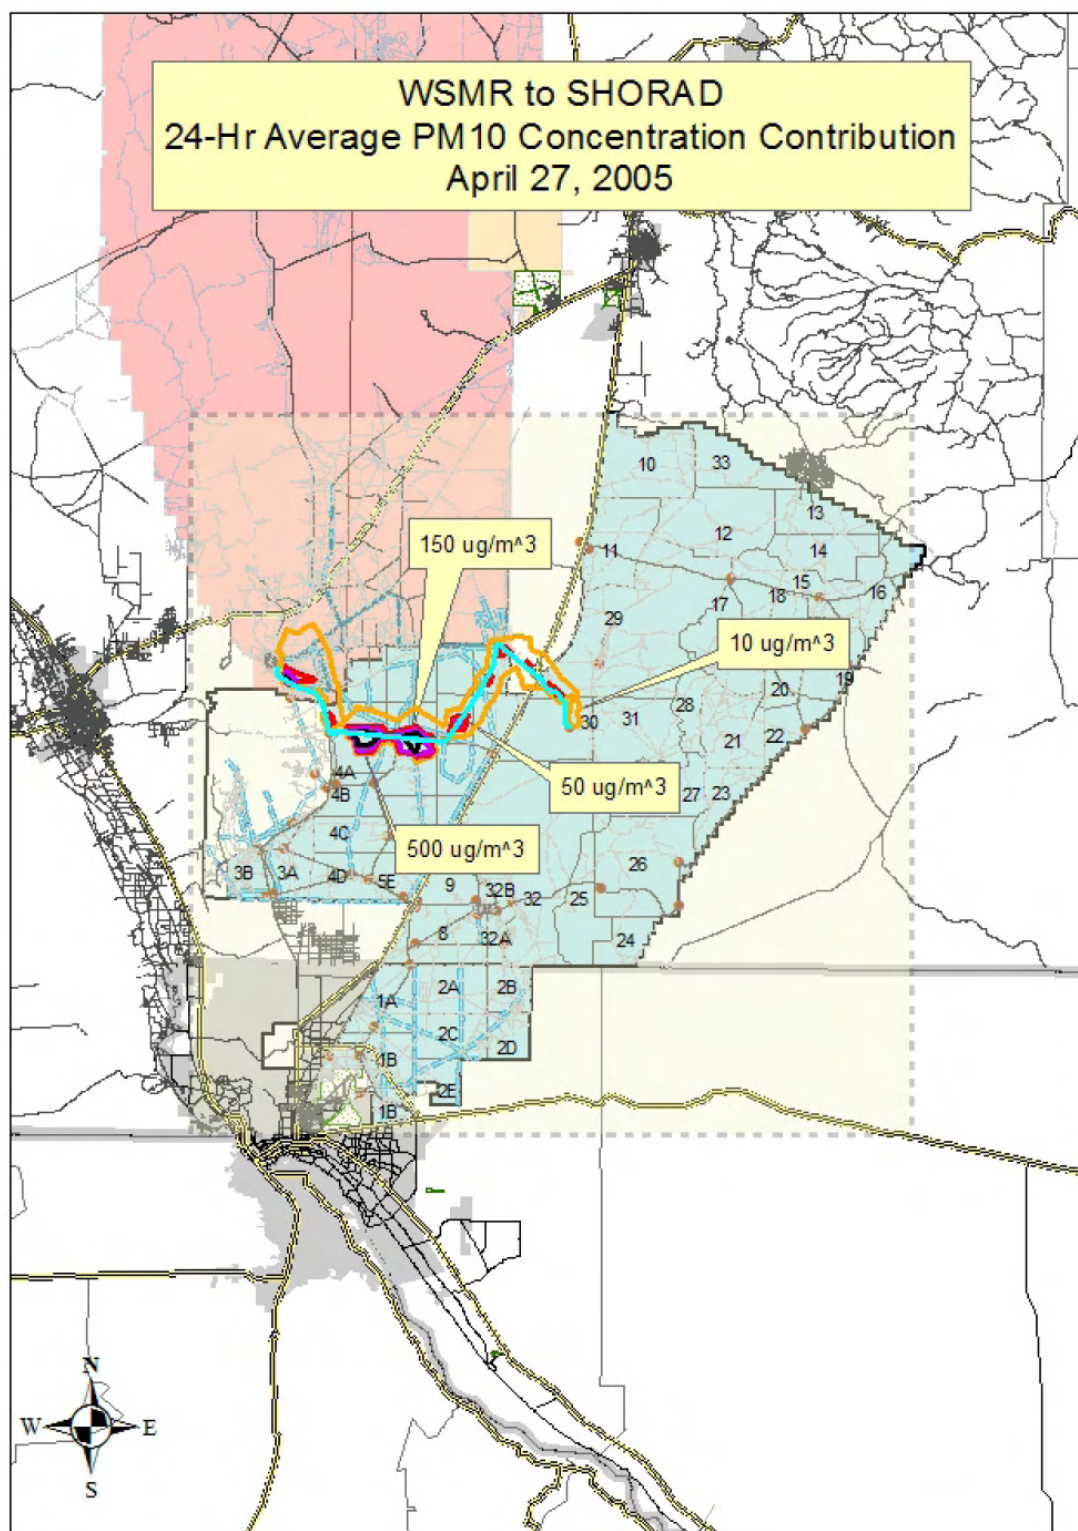 WSMR to SHORAD
24-Hr Average PM10 Concentration Contribution
April 27, 2005
10
33
13
150 ug/m^3
11
12
14
15
16
17
18
29
10 ug/m^3
19
20
28
30
31
21
22
4A
50 ug/m^3
4B
27
23
4C
500 ug/m^3
3B
3A
4D
5E
9
32B
32
25
26
8
32A
24
1A
2A
2B
2C
2D
1B
2E
1B
N
W
E
S